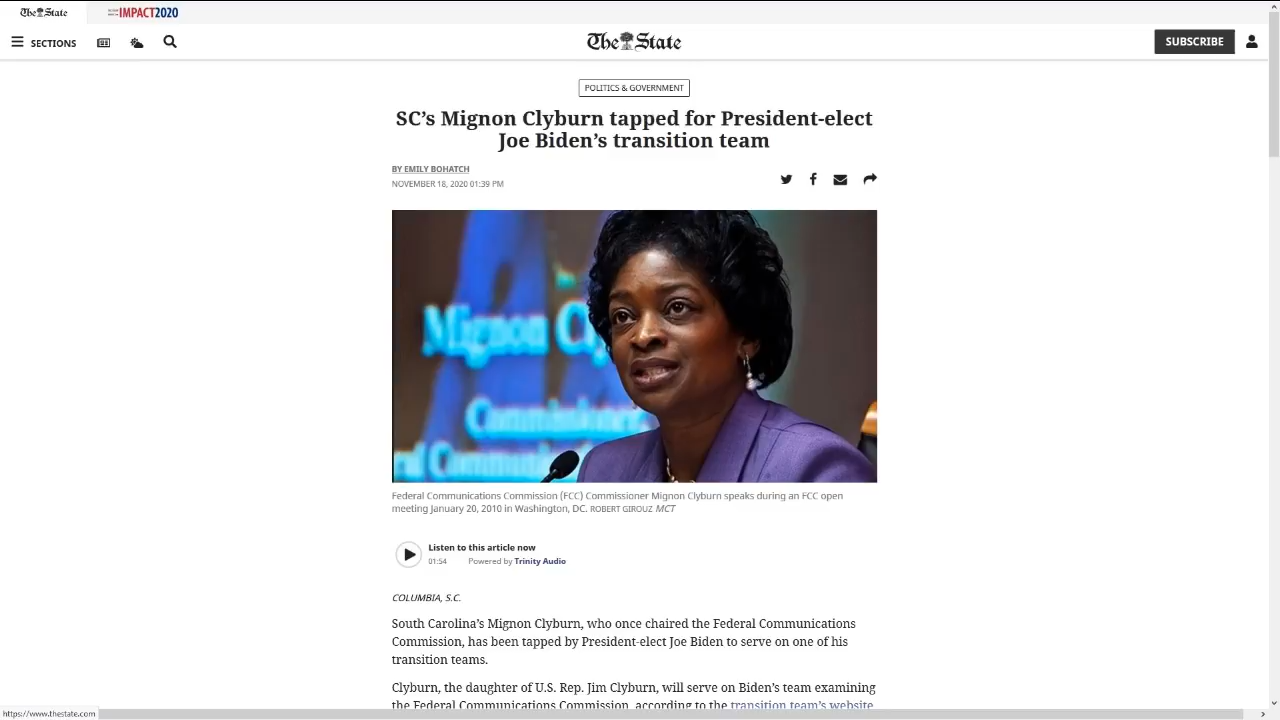 The State
IMPACT2020
SECTIONS
The State
SUBSCRIBE
POLITICS & GOVERNMENT
SC’s Mignon Clyburn tapped for President-elect
Joe Biden’s transition team
BY EMILY BOHATCH
NOVEMBER 18, 2020 01:39 PM
Mignon Cl
Commissione
ral Communi
Federal Communications Commission (FCC) Commissioner Mignon Clyburn speaks during an FCC open
meeting January 20, 2010 in Washington, DC. ROBERT GIROUZ MCT
Listen to this article now
01:54 Powered by Trinity Audio
COLUMBIA, S.C.
South Carolina’s Mignon Clyburn, who once chaired the Federal Communications
Commission, has been tapped by President-elect Joe Biden to serve on one of his
transition teams.
Clyburn, the daughter of U.S. Rep. Jim Clyburn, will serve on Biden’s team examining
the Federal Communications Commission, according to the transition team’s website
https://www.thestate.com